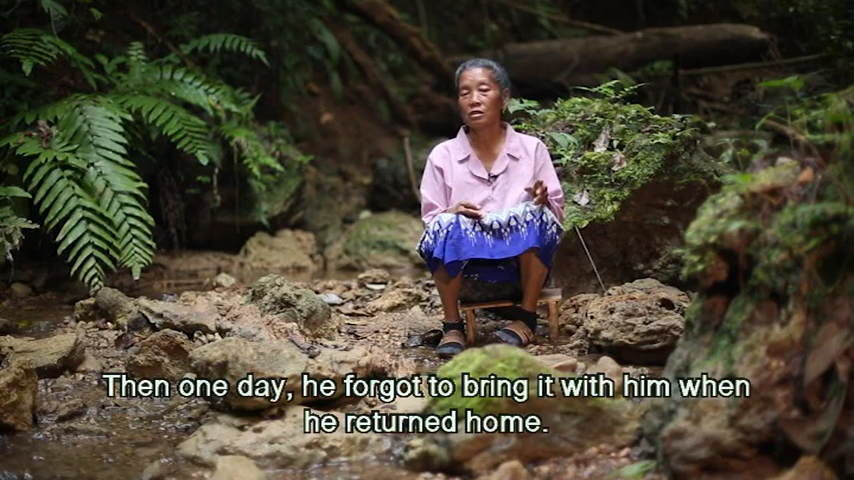 Then one day, he forgot to bring it with him when
he returned home.